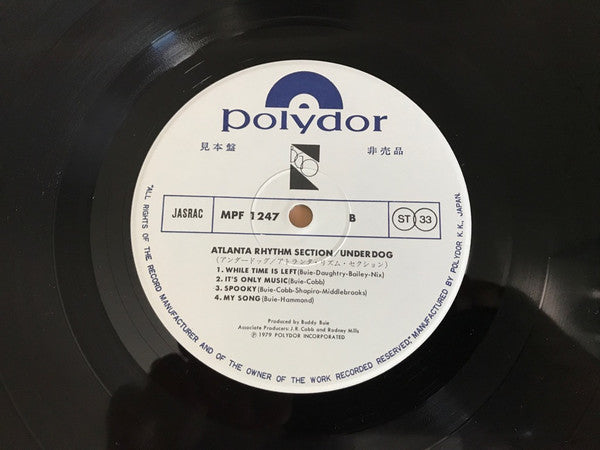 polydor
見本盤 非売品
JASRAC MPF 1247 B ST 33
ATLANTA RHYTHM SECTION/UNDERDOG
(アンダードッグ/アトランタ・リズム・セクション)
1. WHILE TIME IS LEFT(Buie-Daughtry-Bailey-Nix)
2. IT'S ONLY MUSIC(Buie-Cobb)
3. SPOOKY(Buie-Cobb-Shapiro-Middlebrooks)
4. MY SONG(Buie-Hammond)
Produced by Buddy Buie
Associate Producers: J.R. Cobb and Rodney Mills
℗ 1979 POLYDOR INCORPORATED
"ALL RIGHTS OF THE RECORD MANUFACTURER AND OF THE OWNER OF THE WORK RECORDED RESERVED," MANUFACTURED BY POLYDOR K.K., JAPAN.